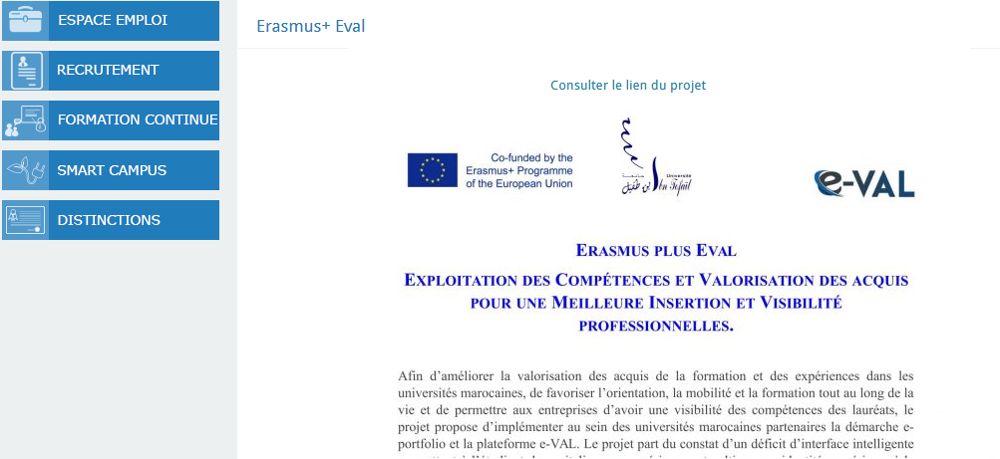 ESPACE EMPLOI
RECRUTEMENT
FORMATION CONTINUE
SMART CAMPUS
DISTINCTIONS
Erasmus+ Eval
Consulter le lien du projet
Co-funded by the
Erasmus+ Programme
of the European Union
Université
جامعة ابن طفيل
Ibn Tofail
e-VAL
ERASMUS PLUS EVAL
EXPLOITATION DES COMPÉTENCES ET VALORISATION DES ACQUIS
POUR UNE MEILLEURE INSERTION ET VISIBILITÉ
PROFESSIONNELLES.
Afin d'améliorer la valorisation des acquis de la formation et des expériences dans les
universités marocaines, de favoriser l'orientation, la mobilité et la formation tout au long de la
vie et de permettre aux entreprises d'avoir une visibilité des compétences des lauréats, le
projet propose d'implémenter au sein des universités marocaines partenaires la démarche e-
portfolio et la plateforme e-VAL. Le projet part du constat d'un déficit d'interface intelligente